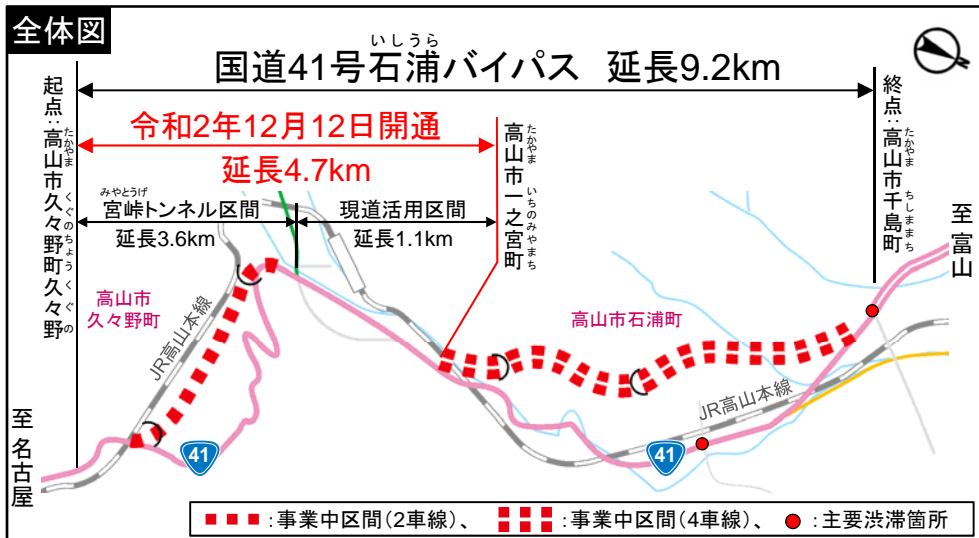 全体図
いしうら
国道41号石浦バイパス 延長9.2km
令和2年12月12日開通
延長4.7km
みやとうげ
宮峠トンネル区間
延長3.6km
現道活用区間
延長1.1km
起点:高山市久々野町久々野
たかやま くぐのちょう くぐの
高山市一之宮町
たかやま いちのみやまち
終点:高山市千島町
たかやま ちしままち
至富山
至名古屋
高山市
久々野町
JR高山本線
高山市石浦町
JR高山本線
41
41
:事業中区間(2車線)、 :事業中区間(4車線)、 :主要渋滞箇所